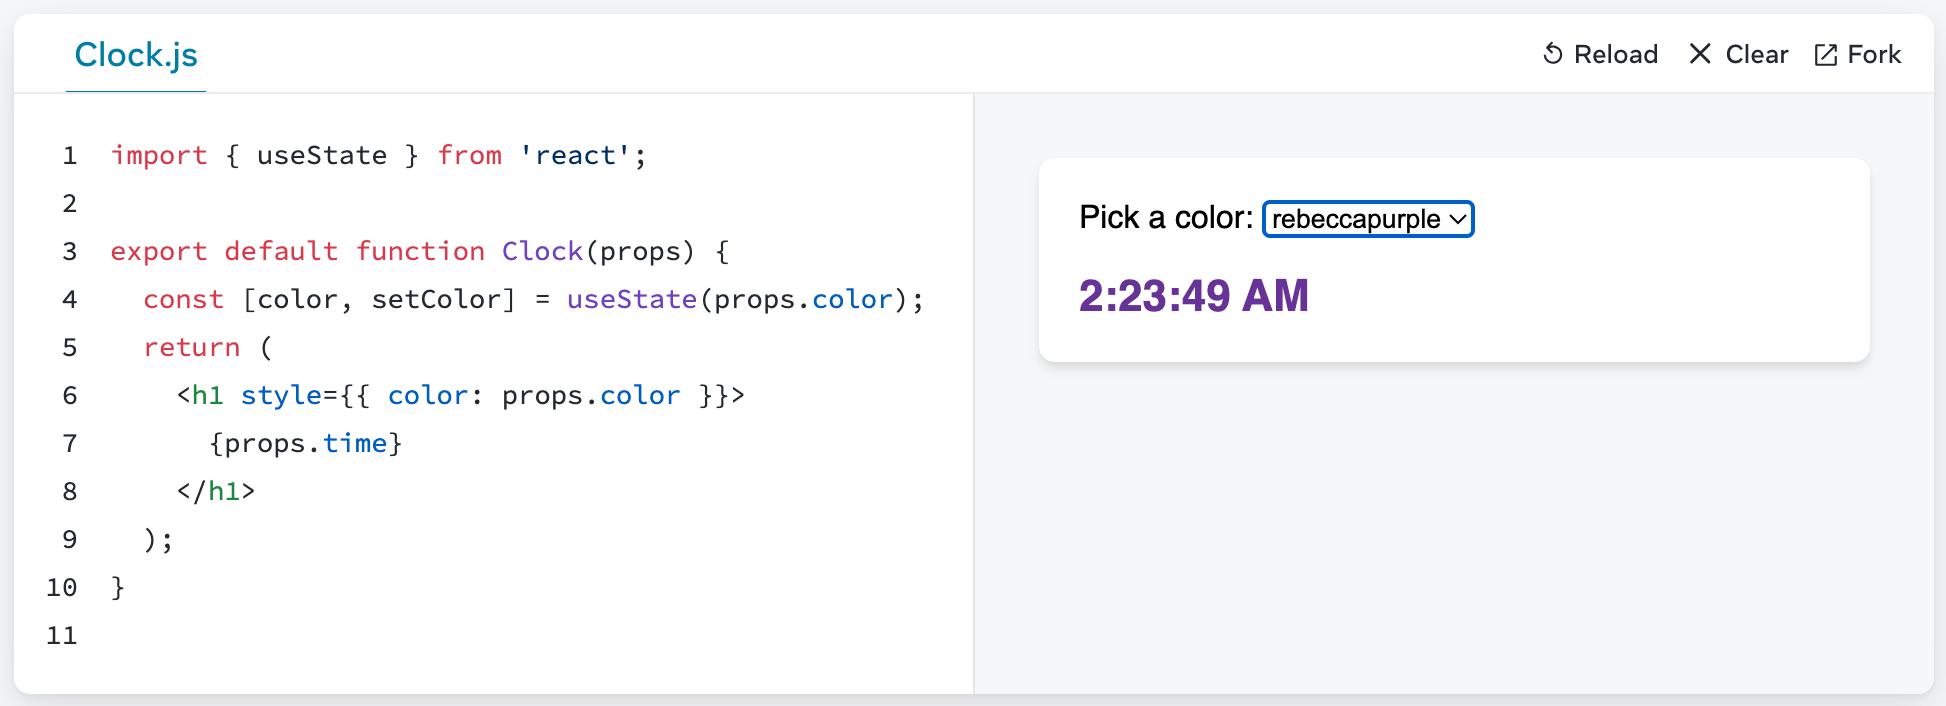 Clock.js
Reload Clear Fork
1 import { useState } from 'react';
2
3 export default function Clock(props) {
4   const [color, setColor] = useState(props.color);
5   return (
6     <h1 style={{ color: props.color }}>
7       {props.time}
8     </h1>
9   );
10 }
11
Pick a color: rebeccapurple
2:23:49 AM